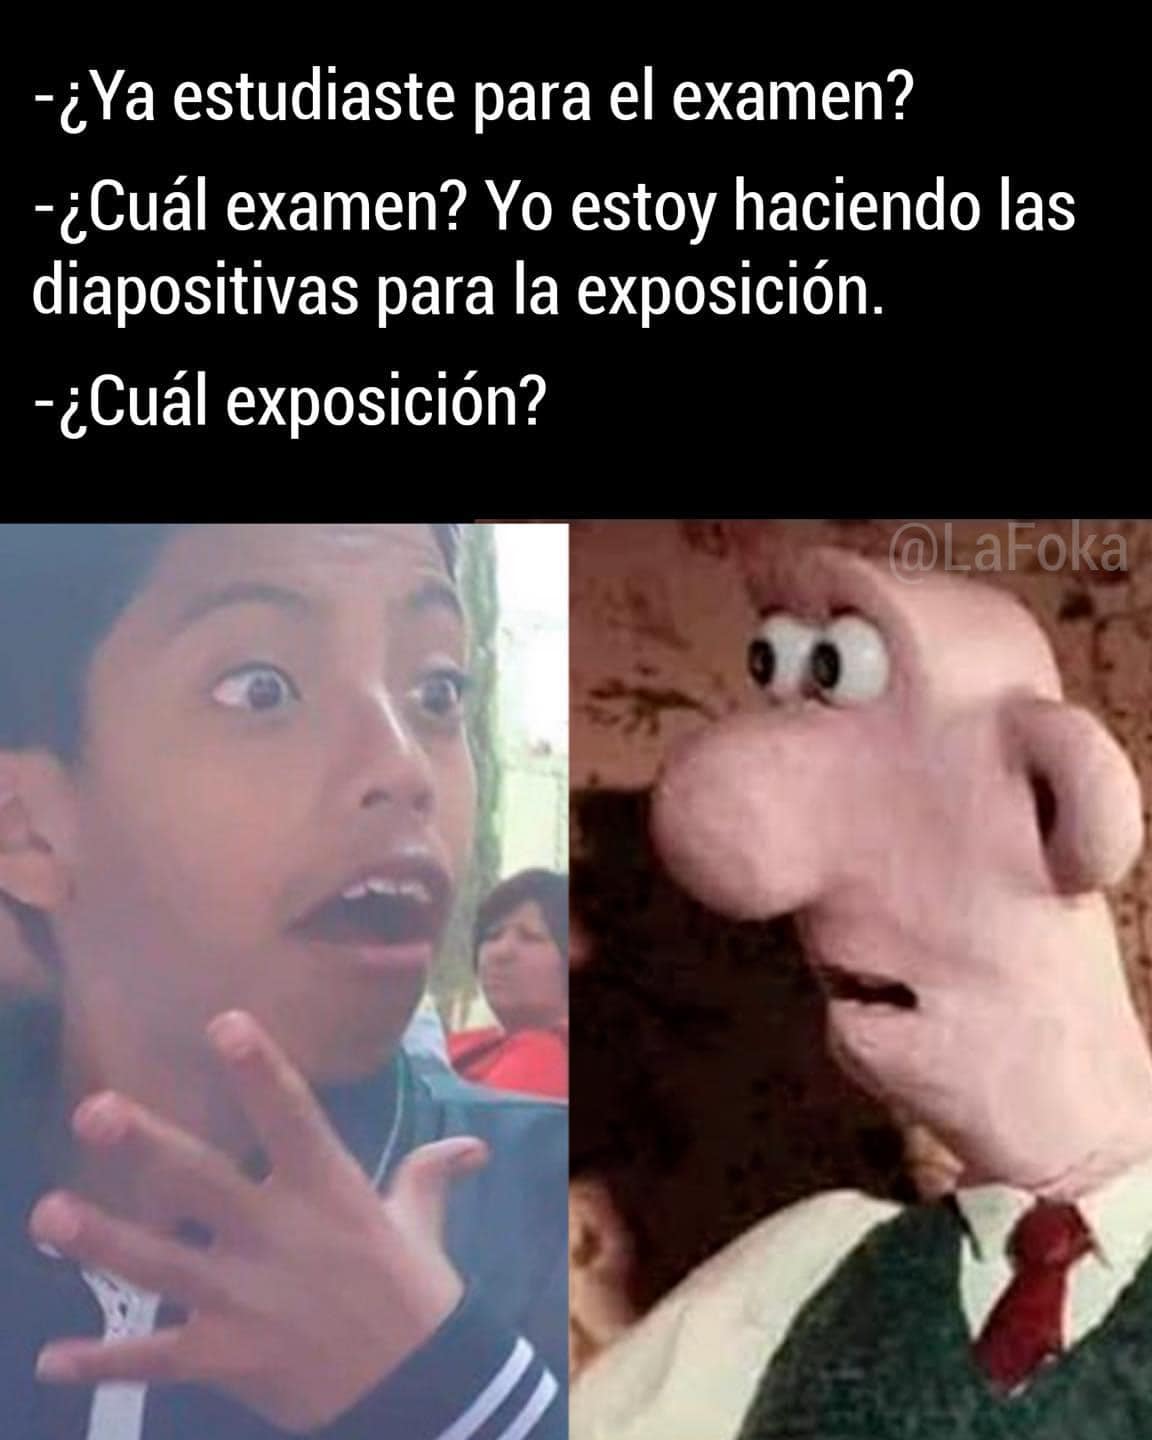 -¿Ya estudiaste para el examen?
-¿Cuál examen? Yo estoy haciendo las
diapositivas para la exposición.
-¿Cuál exposición?
@LaFoka